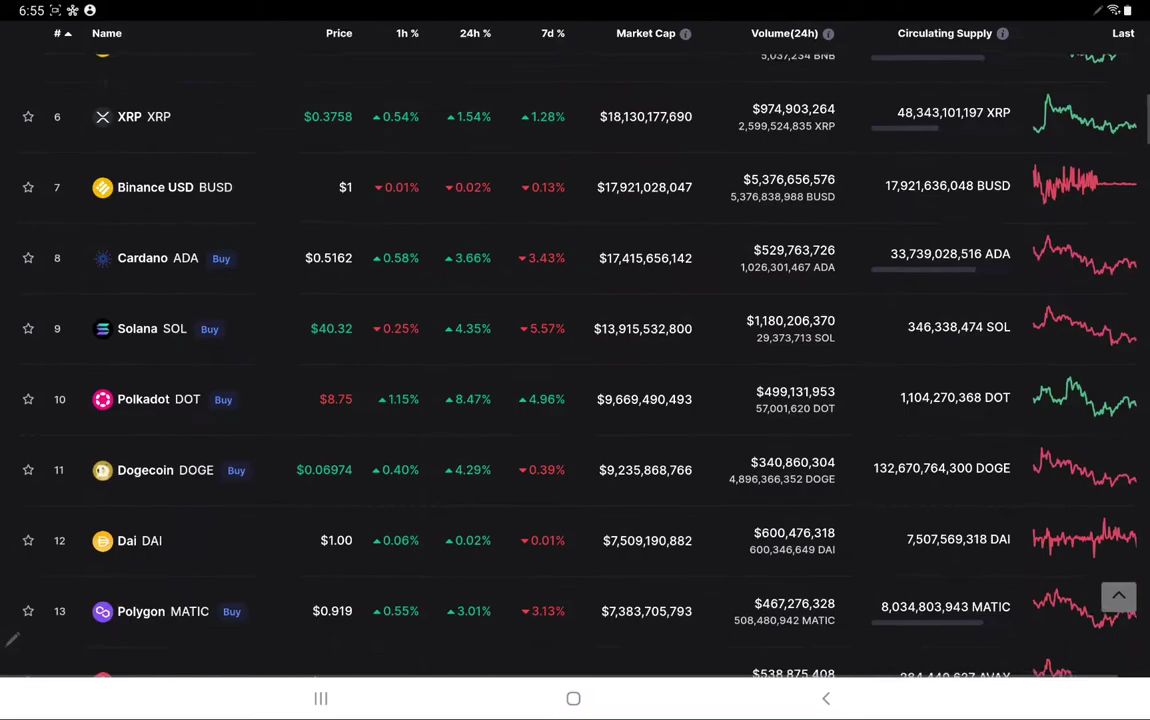 6:55
# Name Price 1h % 24h % 7d % Market Cap Volume(24h) Circulating Supply Last
5,037,234 BNB
6 XRP XRP $0.3758 0.54% 1.54% 1.28% $18,130,177,690 $974,903,264 48,343,101,197 XRP
2,599,524,835 XRP
7 Binance USD BUSD $1 0.01% 0.02% 0.13% $17,921,028,047 $5,376,656,576 17,921,636,048 BUSD
5,376,838,988 BUSD
8 Cardano ADA Buy $0.5162 0.58% 3.66% 3.43% $17,415,656,142 $529,763,726 33,739,028,516 ADA
1,026,301,467 ADA
9 Solana SOL Buy $40.32 0.25% 4.35% 5.57% $13,915,532,800 $1,180,206,370 346,338,474 SOL
29,373,713 SOL
10 Polkadot DOT Buy $8.75 1.15% 8.47% 4.96% $9,669,490,493 $499,131,953 1,104,270,368 DOT
57,001,620 DOT
11 Dogecoin DOGE Buy $0.06974 0.40% 4.29% 0.39% $9,235,868,766 $340,860,304 132,670,764,300 DOGE
4,896,366,352 DOGE
12 Dai DAI $1.00 0.06% 0.02% 0.01% $7,509,190,882 $600,476,318 7,507,569,318 DAI
600,346,649 DAI
13 Polygon MATIC Buy $0.919 0.55% 3.01% 3.13% $7,383,705,793 $467,276,328 8,034,803,943 MATIC
508,480,942 MATIC
$538,875,408